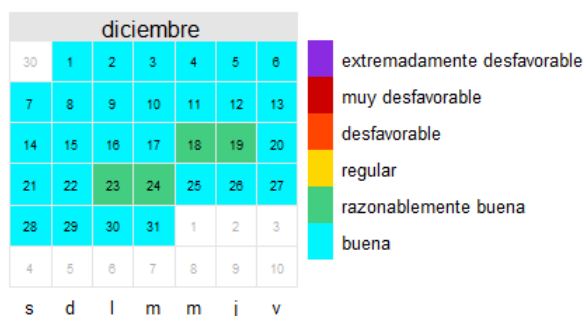 diciembre
30 1 2 3 4 5 6
7 8 9 10 11 12 13
14 15 16 17 18 19 20
21 22 23 24 25 26 27
28 29 30 31 1 2 3
4 5 6 7 8 9 10
s d l m m j v
extremadamente desfavorable
muy desfavorable
desfavorable
regular
razonablemente buena
buena